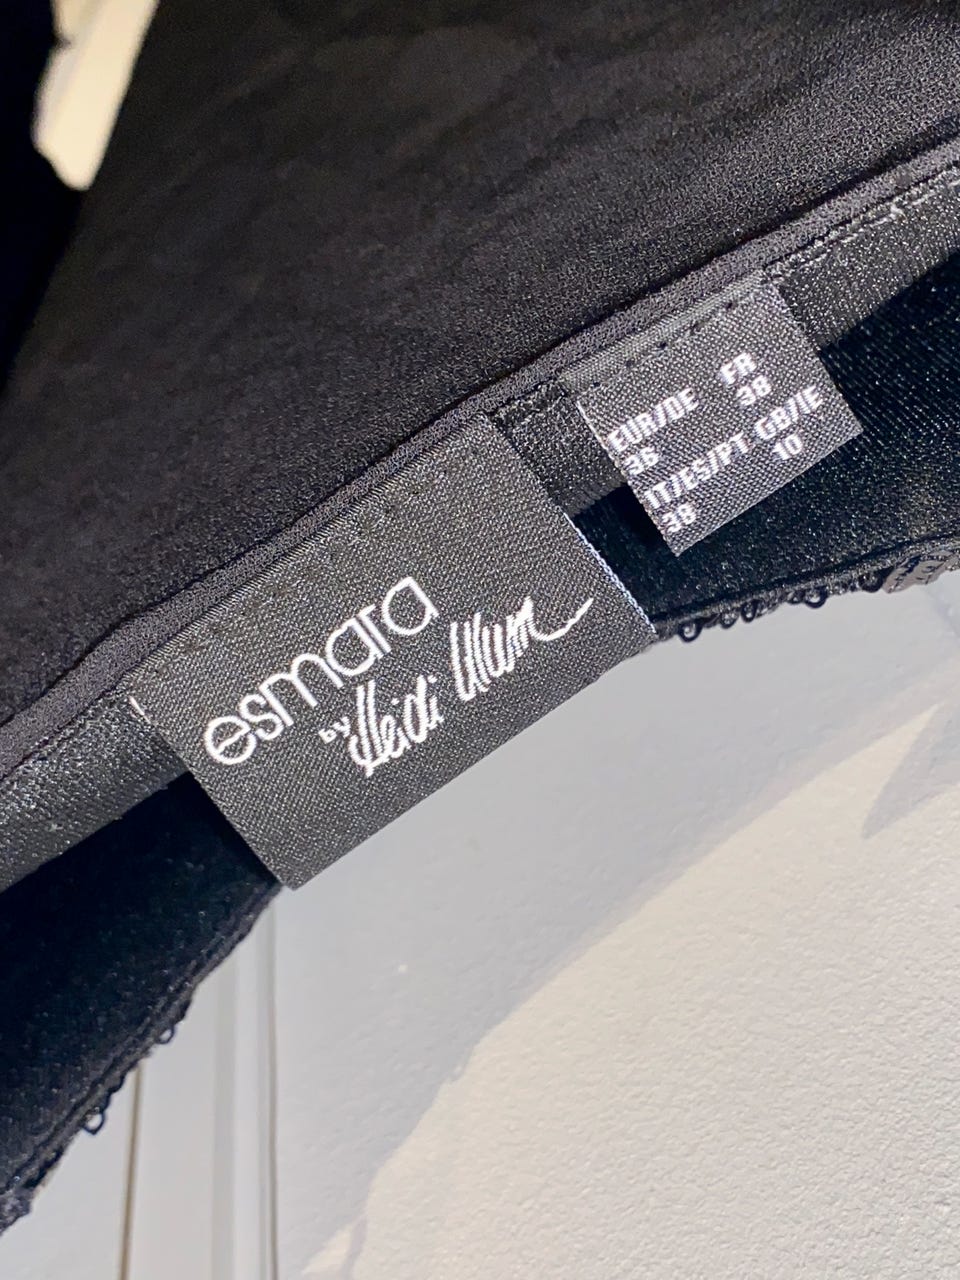 esmara
by Heidi Klum
EUR/DE FR
36 38
IT/ES/PT GB/IE
38 10